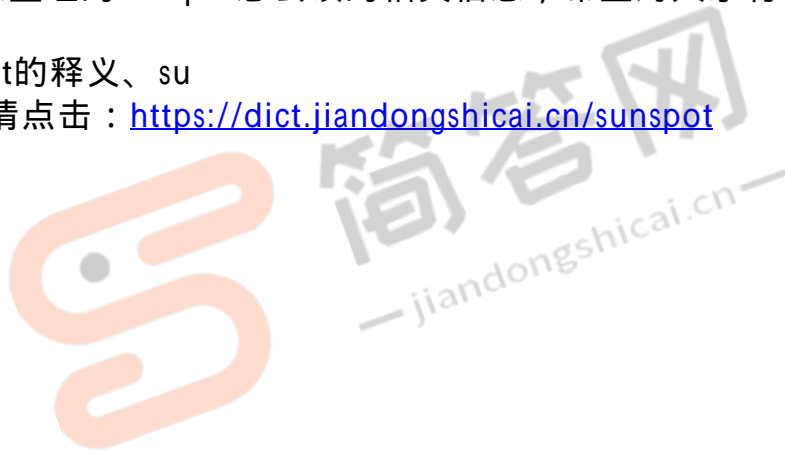 t的释义、su
请点击：https://dict.jiandongshicai.cn/sunspot
简答网
jiandongshicai.cn